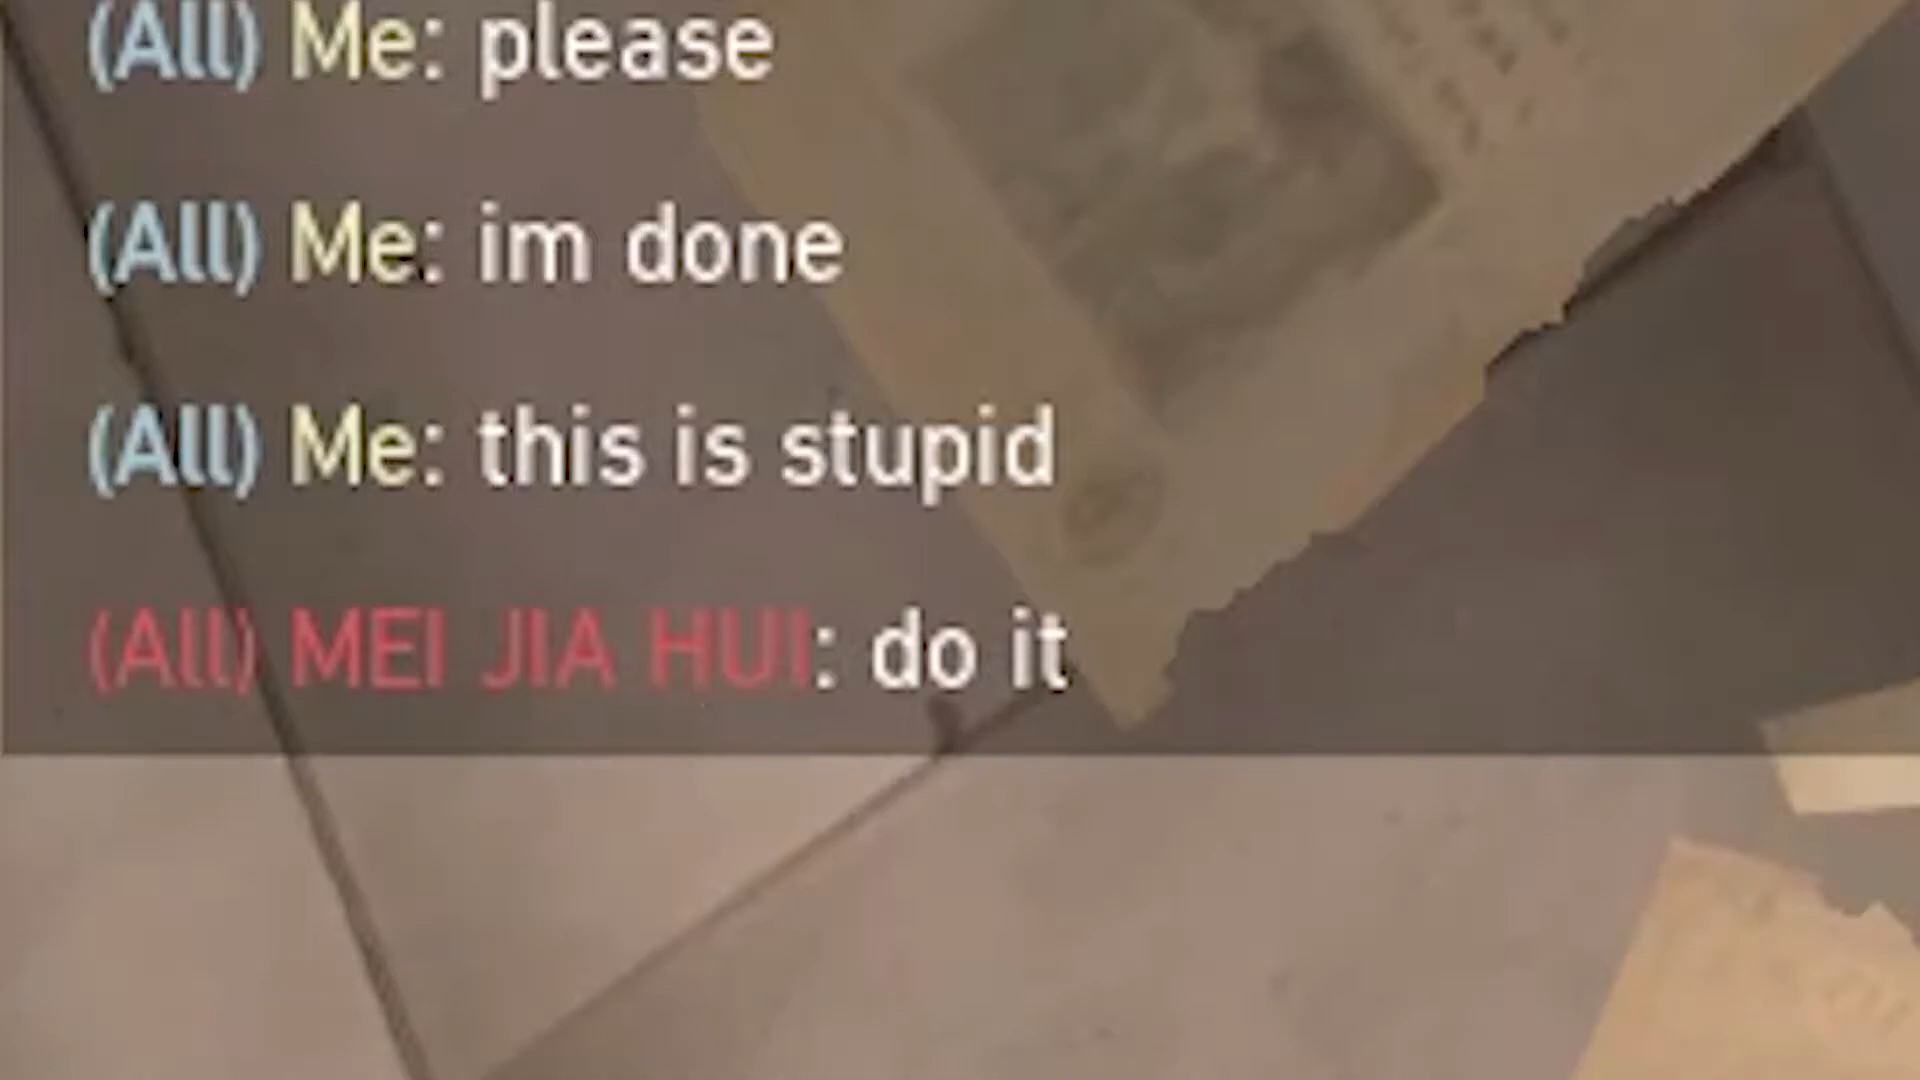 (All) Me: please
(All) Me: im done
(All) Me: this is stupid
(All) MEI JIA HUI: do it